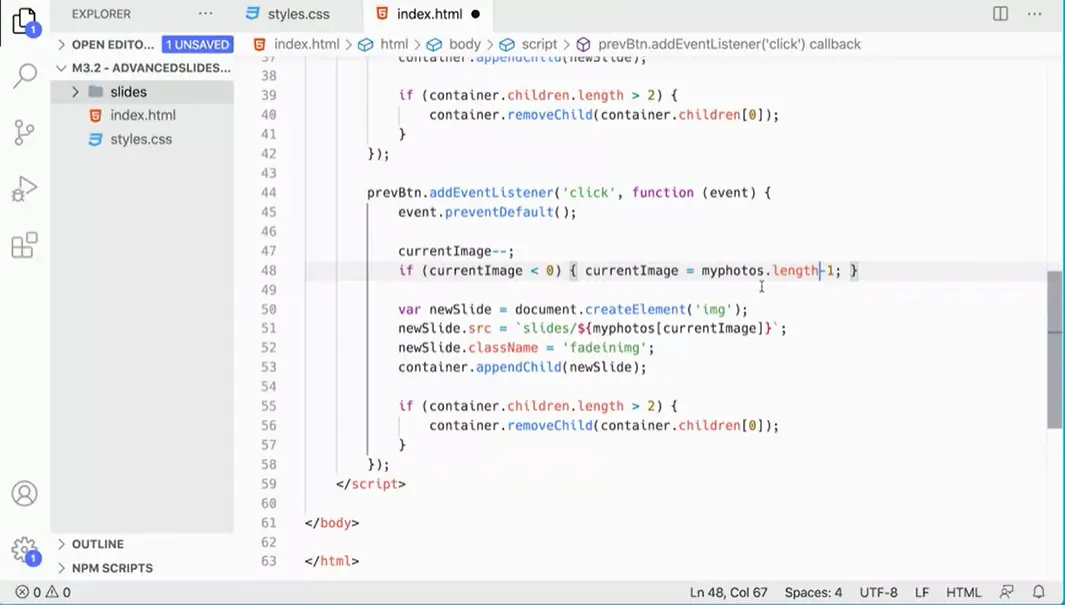 EXPLORER ...
styles.css
index.html
...
1
OPEN EDITO... 1 UNSAVED
index.html > html > body > script > prevBtn.addEventListener('click') callback
M3.2 - ADVANCEDSLIDES...
slides
index.html
styles.css
37 container.appendChild(newSlide);
38
39 if (container.children.length > 2) {
40 container.removeChild(container.children[0]);
41 }
42 });
43
44 prevBtn.addEventListener('click', function (event) {
45 event.preventDefault();
46
47 currentImage--;
48 if (currentImage < 0) { currentImage = myphotos.length-1; }
49
50 var newSlide = document.createElement('img');
51 newSlide.src = `slides/${myphotos[currentImage]}`;
52 newSlide.className = 'fadeinimg';
53 container.appendChild(newSlide);
54
55 if (container.children.length > 2) {
56 container.removeChild(container.children[0]);
57 }
58 });
59 </script>
60
61 </body>
62
63 </html>
1
OUTLINE
NPM SCRIPTS
0 0
Ln 48, Col 67 Spaces: 4 UTF-8 LF HTML